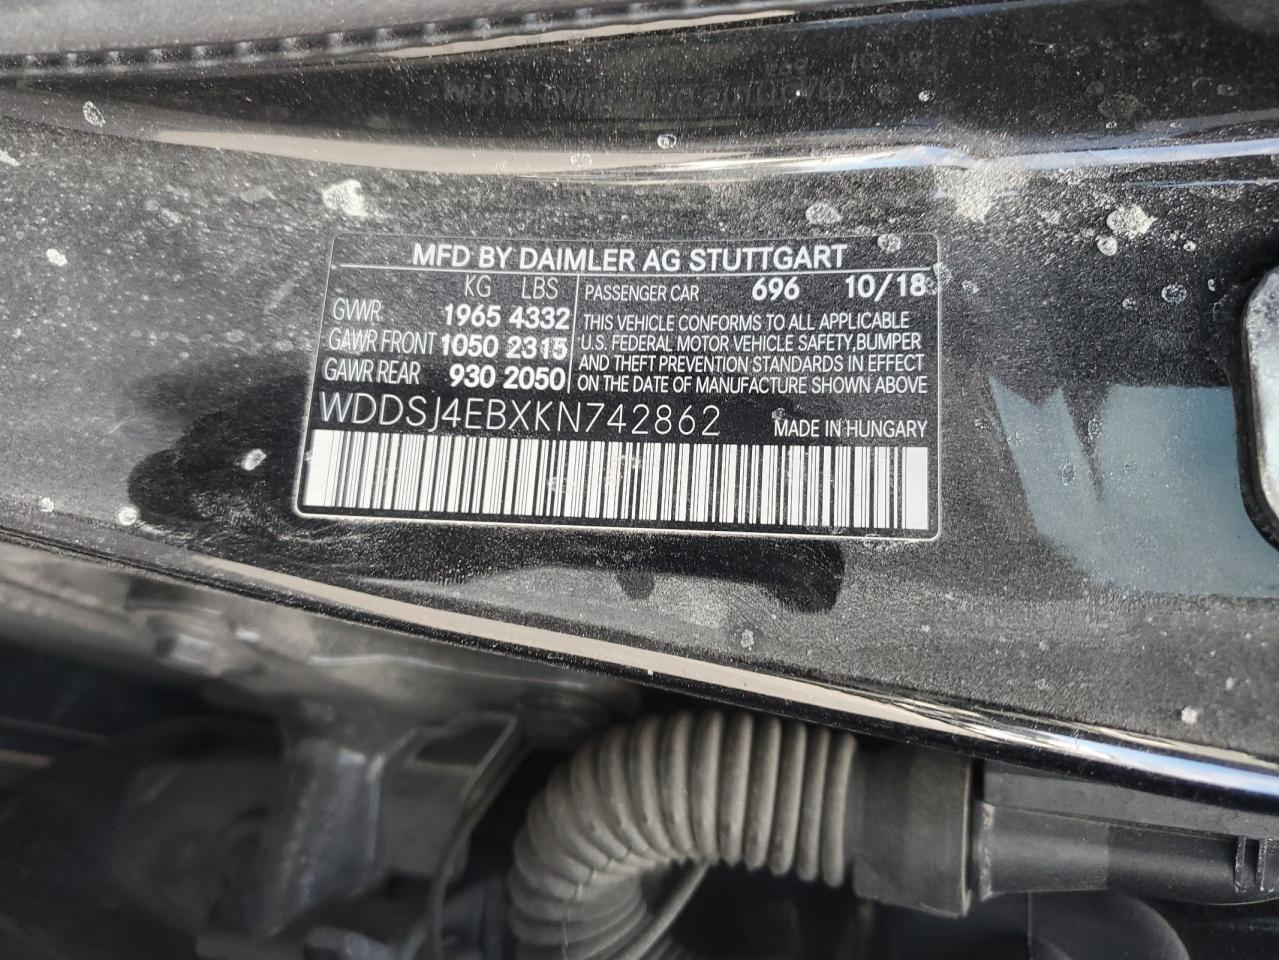 MFD BY DAIMLER AG STUTTGART
KG LBS
GVWR 1965 4332
GAWR FRONT 1050 2315
GAWR REAR 930 2050
PASSENGER CAR 696 10/18
THIS VEHICLE CONFORMS TO ALL APPLICABLE
U.S. FEDERAL MOTOR VEHICLE SAFETY,BUMPER
AND THEFT PREVENTION STANDARDS IN EFFECT
ON THE DATE OF MANUFACTURE SHOWN ABOVE
WDDSJ4EBXKN742862
MADE IN HUNGARY